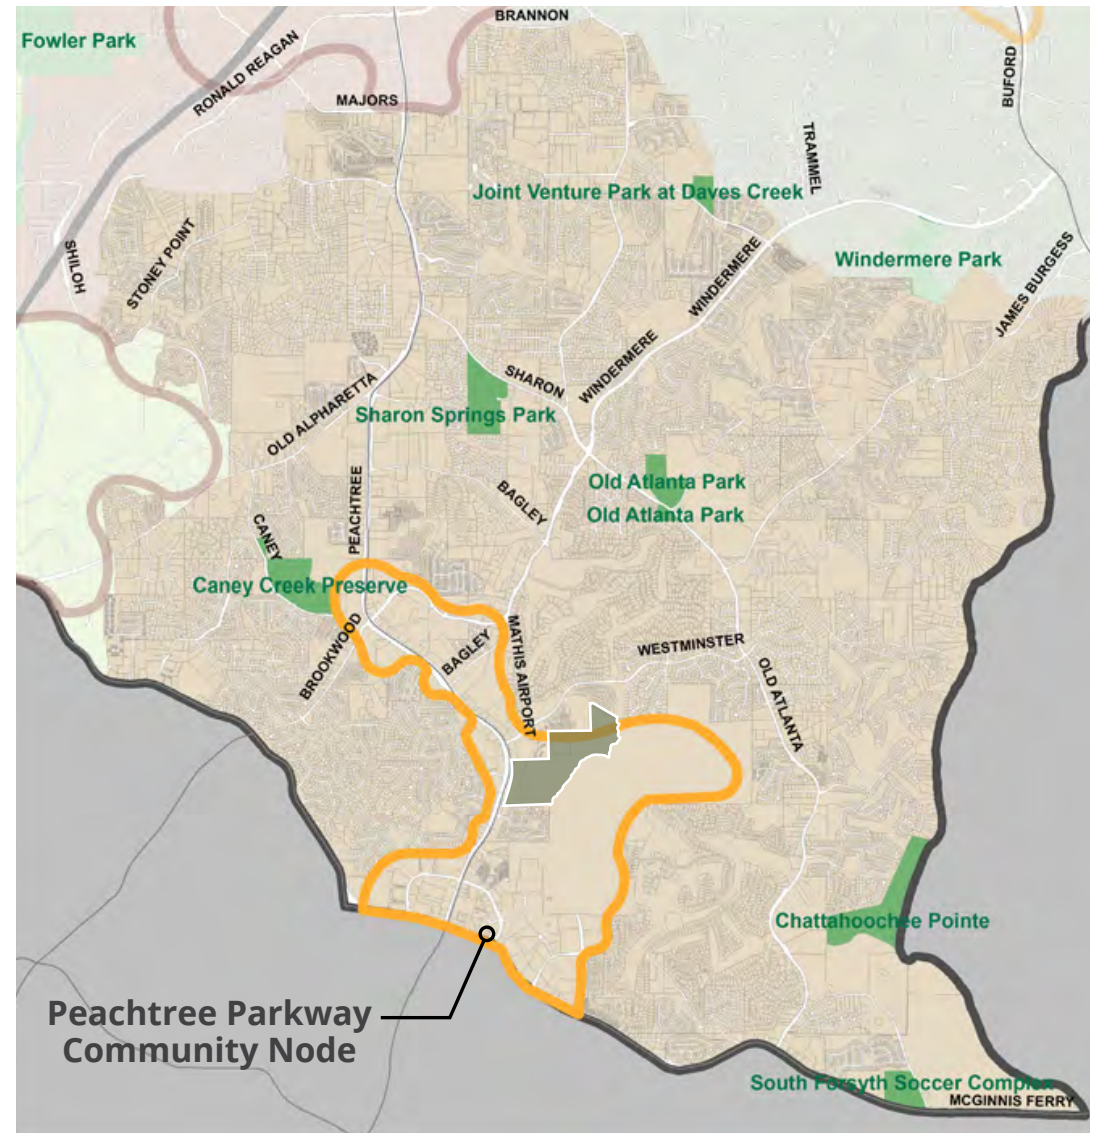 BRANNON
Fowler Park
RONALD REAGAN
BUFORD
MAJORS
TRAMMEL
Joint Venture Park at Daves Creek
SHILOH
STONEY POINT
WINDERMERE
Windermere Park
JAMES BURGESS
WINDERMERE
SHARON
OLD ALPHARETTA
Sharon Springs Park
PEACHTREE
BAGLEY
Old Atlanta Park
Old Atlanta Park
CANEY
Caney Creek Preserve
BROOKWOOD
BAGLEY
MATHIS AIRPORT
WESTMINSTER
OLD ATLANTA
Chattahoochee Pointe
Peachtree Parkway
Community Node
South Forsyth Soccer Complex
MCGINNIS FERRY